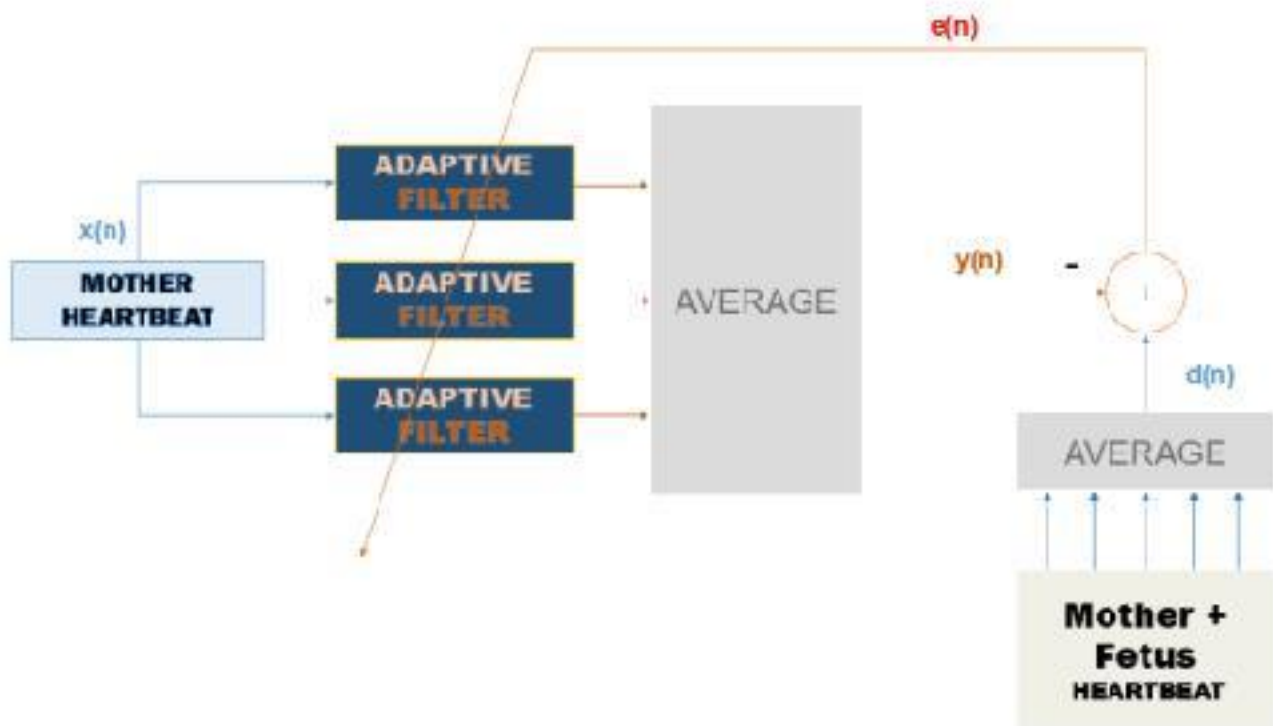 e(n)
ADAPTIVE
FILTER
x(n)
MOTHER
HEARTBEAT
ADAPTIVE
FILTER
AVERAGE
y(n)
-
ADAPTIVE
FILTER
d(n)
AVERAGE
Mother +
Fetus
HEARTBEAT